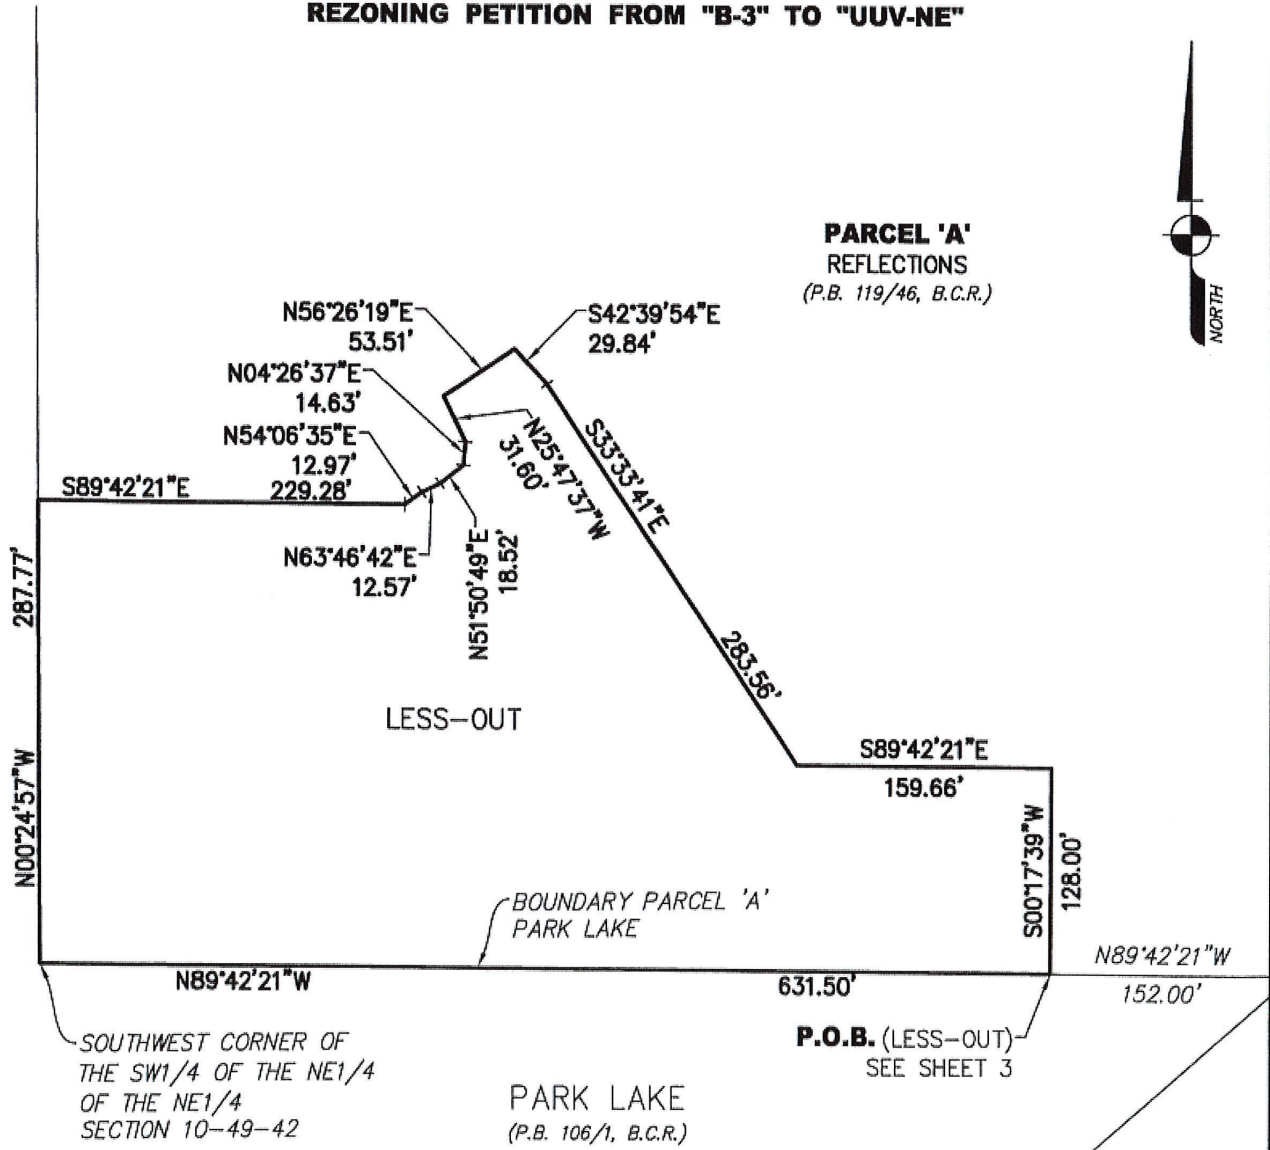 REZONING PETITION FROM "B-3" TO "UUV-NE"
PARCEL 'A'
REFLECTIONS
(P.B. 119/46, B.C.R.)
NORTH
N56°26'19"E
53.51'
S42°39'54"E
29.84'
N04°26'37"E
14.63'
N54°06'35"E
12.97'
S89°42'21"E
229.28'
N25°47'37"W
31.60'
S33°33'41"E
283.56'
N63°46'42"E
12.57'
N51°50'49"E
18.52'
287.77'
N00°24'57"W
LESS-OUT
S89°42'21"E
159.66'
S00°17'39"W
128.00'
BOUNDARY PARCEL 'A'
PARK LAKE
N89°42'21"W
631.50'
N89°42'21"W
152.00'
P.O.B. (LESS-OUT)
SEE SHEET 3
SOUTHWEST CORNER OF
THE SW1/4 OF THE NE1/4
OF THE NE1/4
SECTION 10-49-42
PARK LAKE
(P.B. 106/1, B.C.R.)